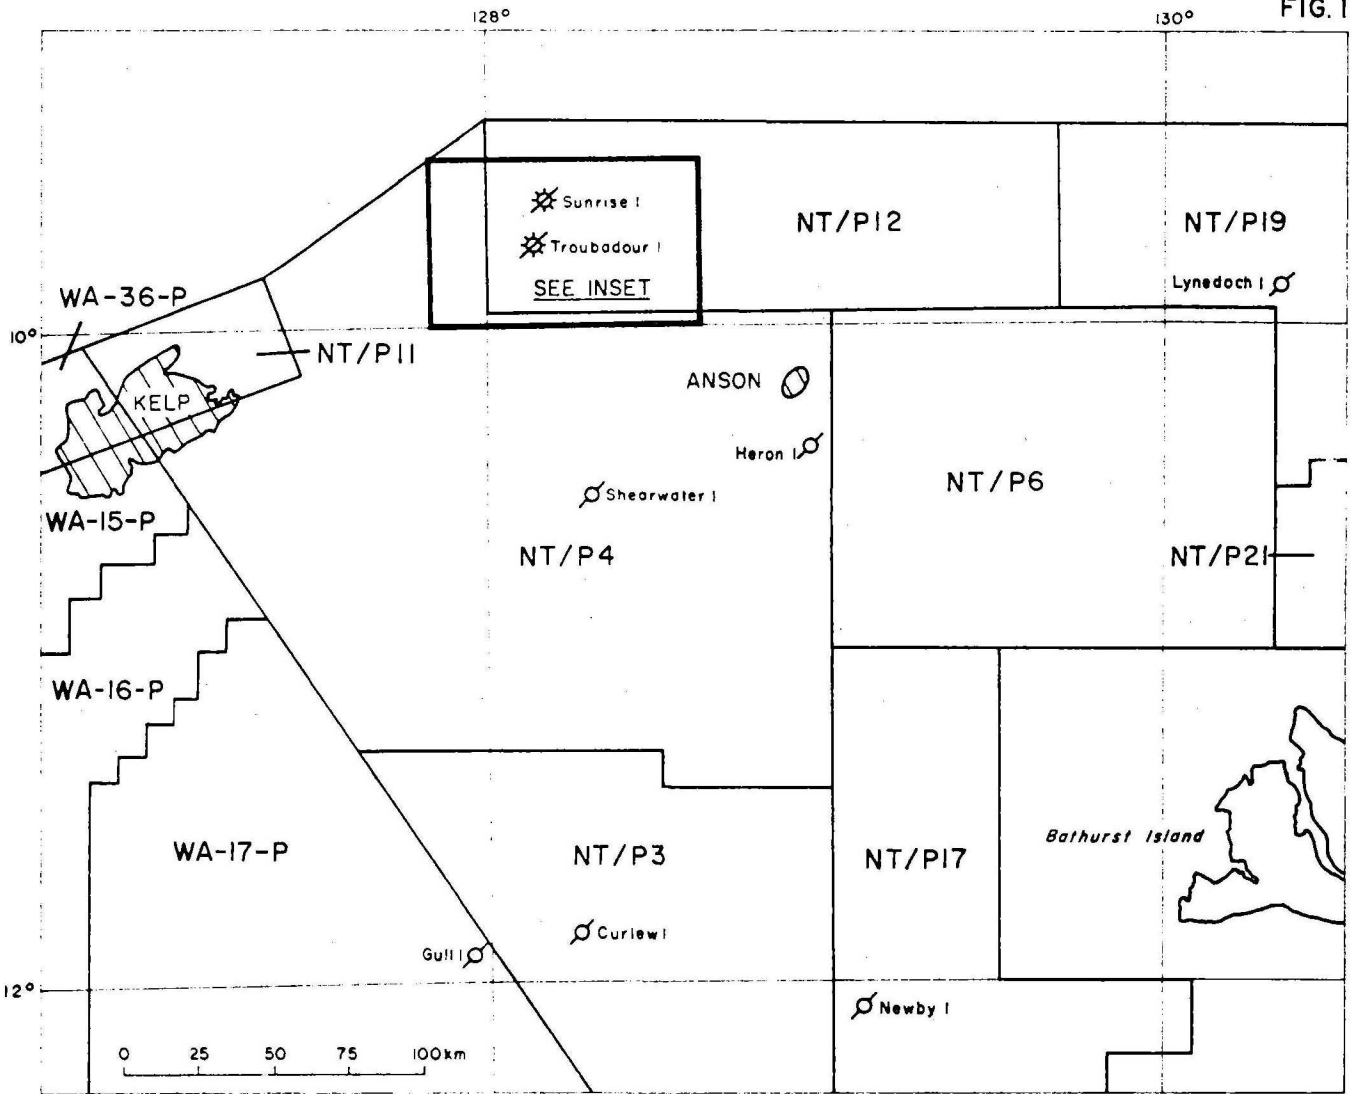 FIG. 1
128°
130°
Sunrise 1
NT/P12
NT/P19
Troubadour 1
Lynedoch 1
SEE INSET
WA-36-P
10°
NT/P11
ANSON
KELP
Heron 1
NT/P6
Shearwater 1
WA-15-P
NT/P4
NT/P21
WA-16-P
Bathurst Island
WA-17-P
NT/P3
NT/P17
Curlew 1
Gull 1
12°
Newby 1
0 25 50 75 100km